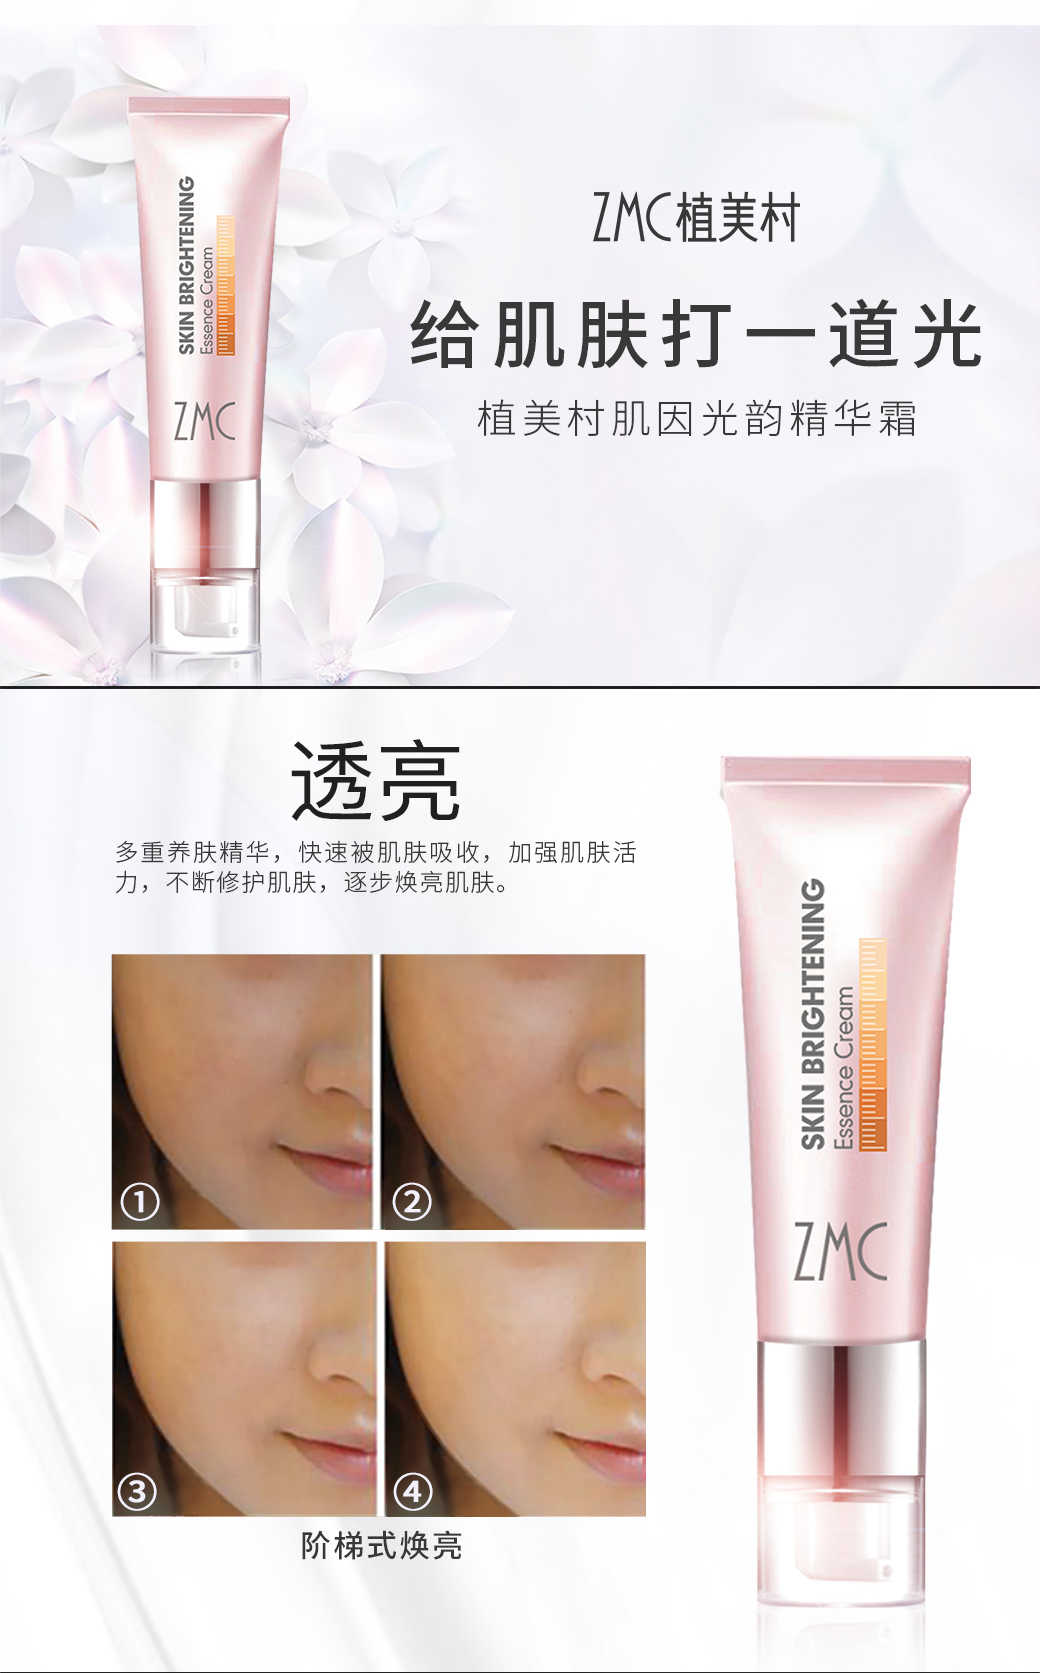 SKIN BRIGHTENING
Essence Cream
ZMC
ZMC植美村
给肌肤打一道光
植美村肌因光韵精华霜
透亮
多重养肤精华，快速被肌肤吸收，加强肌肤活
力，不断修护肌肤，逐步焕亮肌肤。
①
②
③
④
阶梯式焕亮
SKIN BRIGHTENING
Essence Cream
ZMC